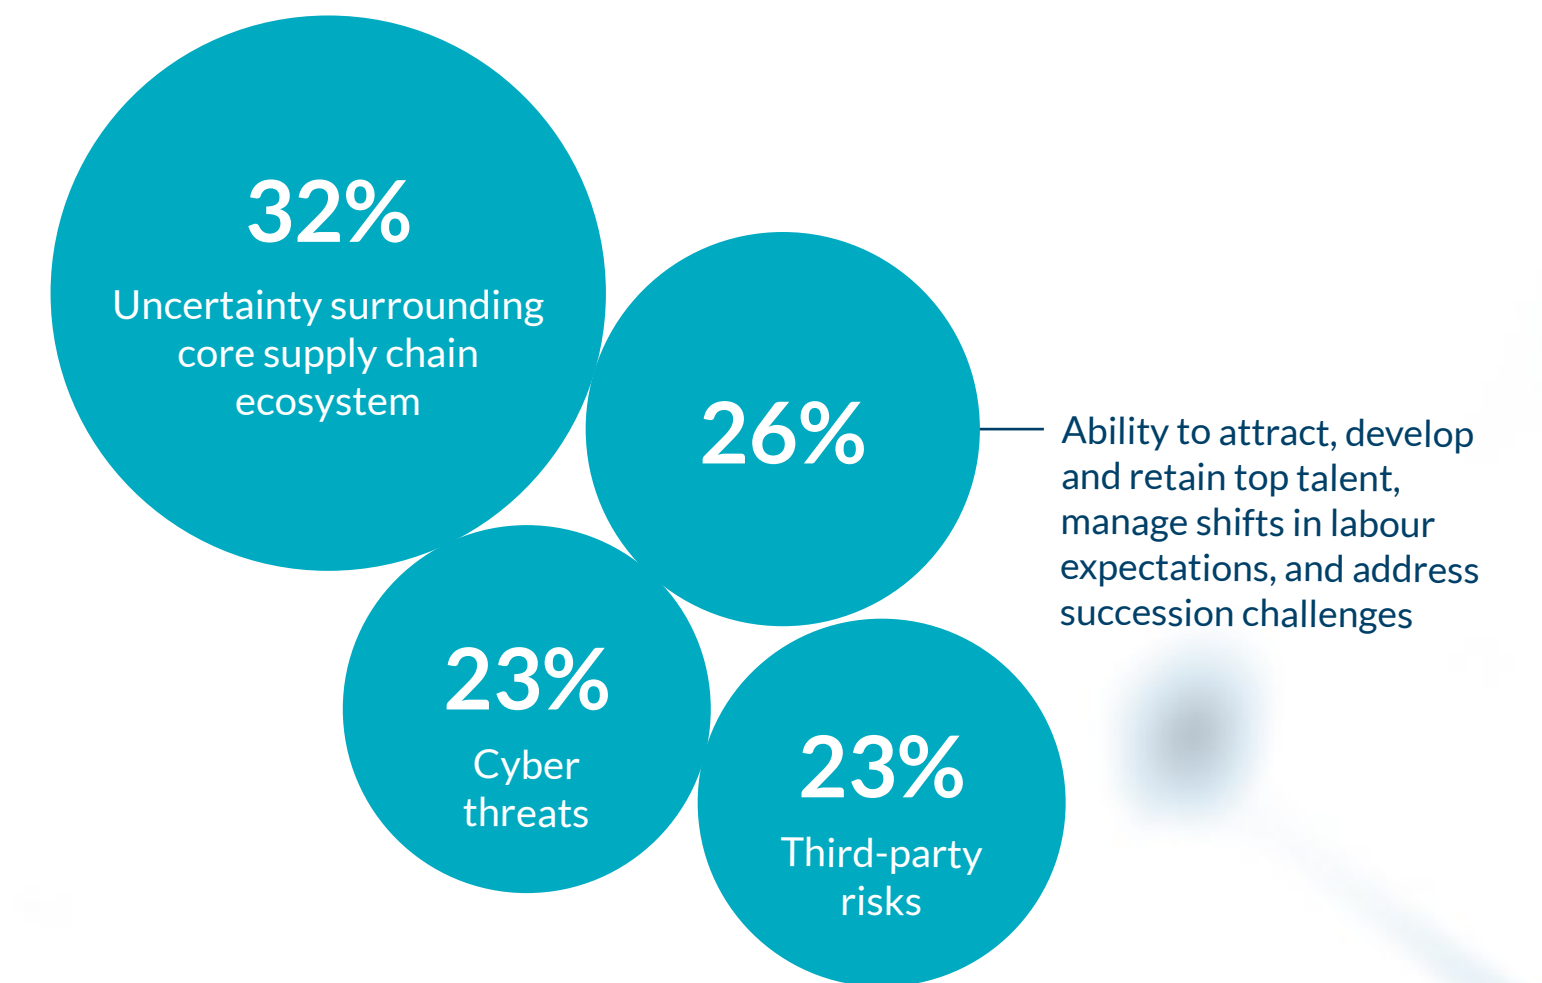 32%
Uncertainty surrounding
core supply chain
ecosystem
26%
Ability to attract, develop
and retain top talent,
manage shifts in labour
expectations, and address
succession challenges
23%
Cyber
threats
23%
Third-party
risks